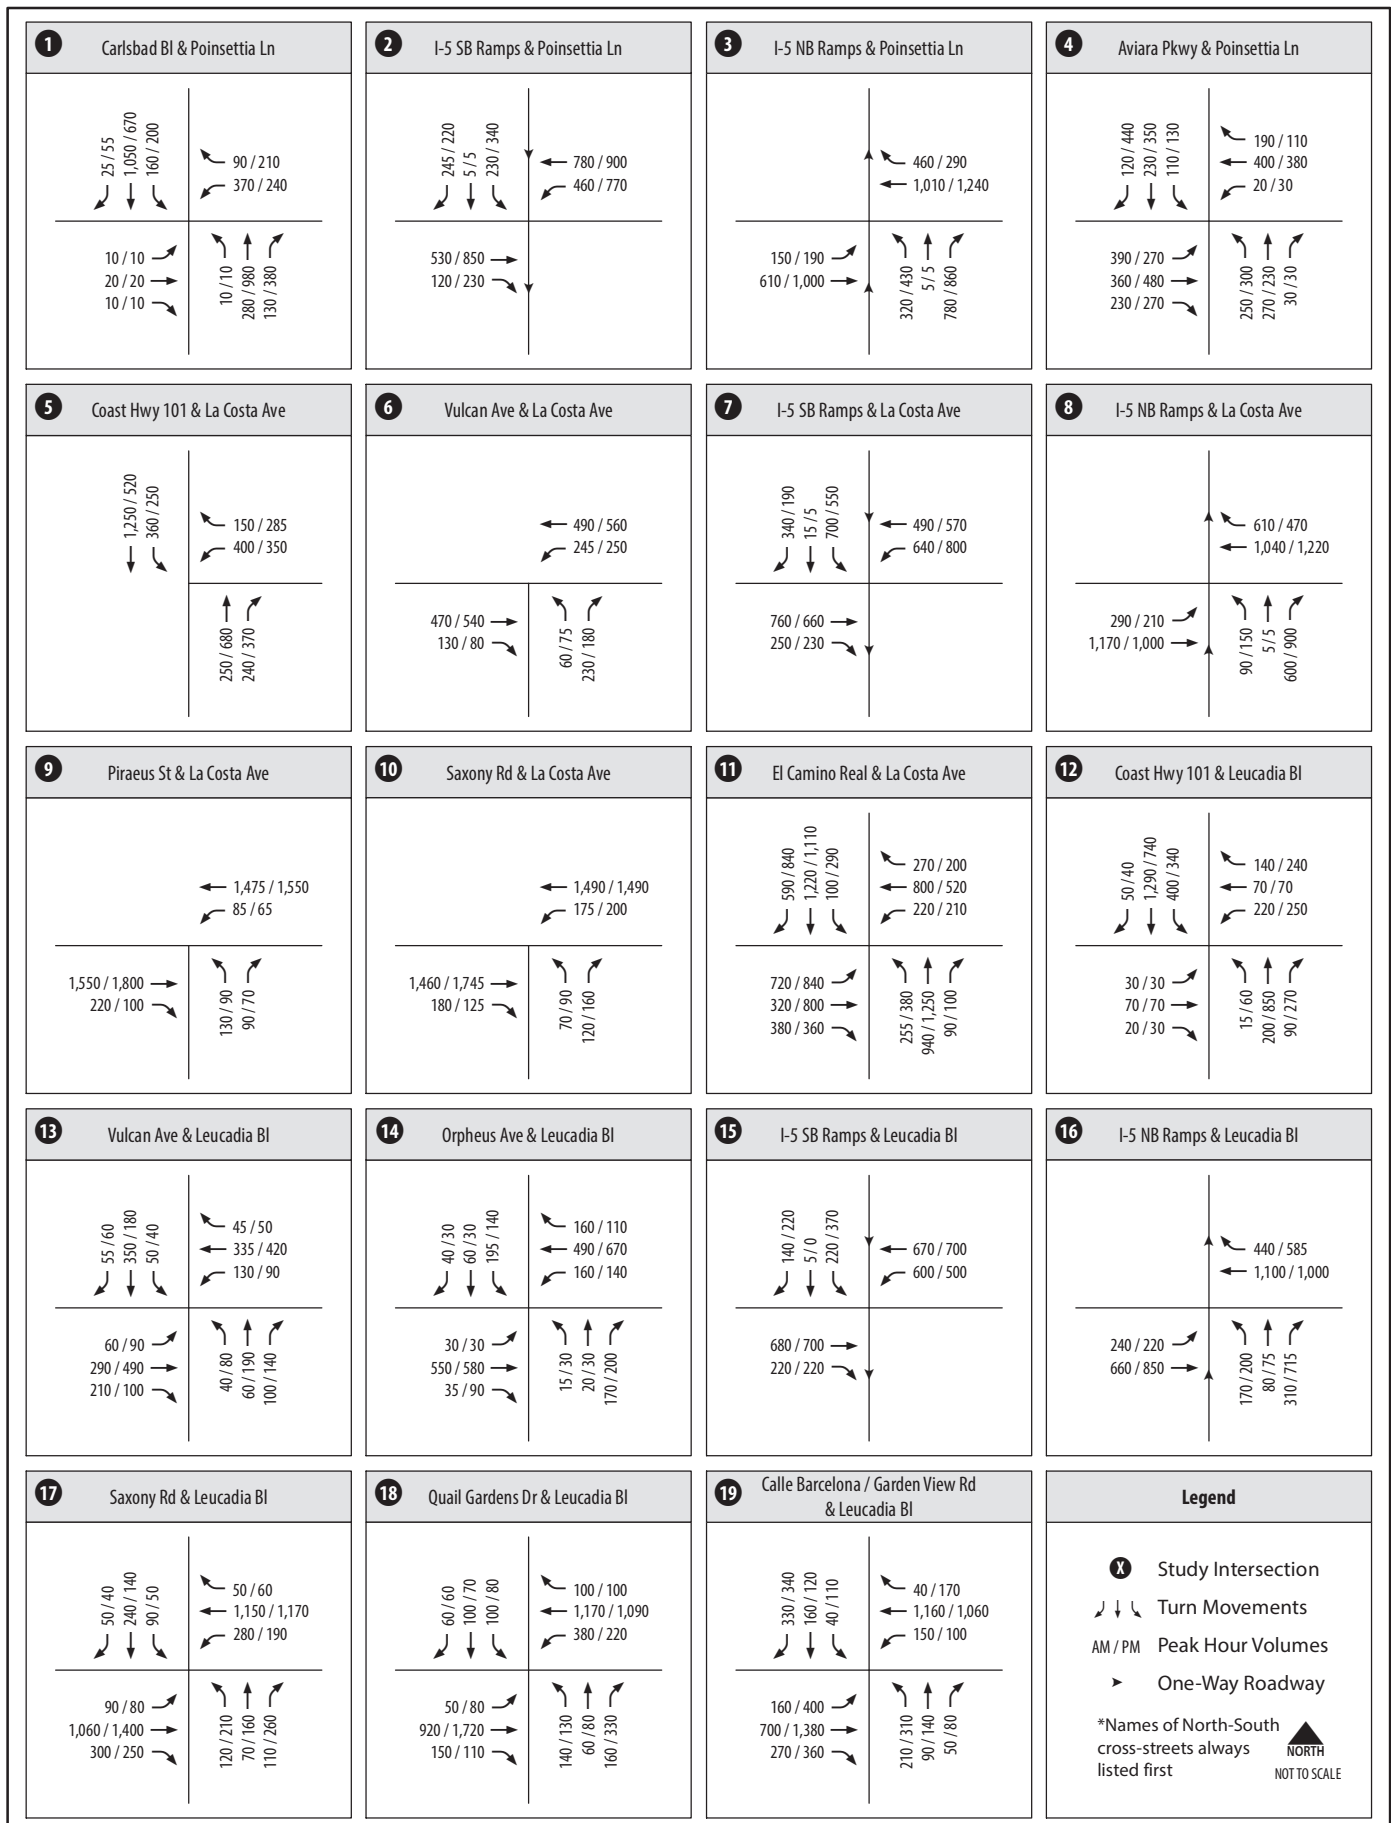 1
Carlsbad Bl & Poinsettia Ln
25 / 55
1,050 / 670
160 / 200
90 / 210
370 / 240
10 / 10
20 / 20
10 / 10
10 / 10
280 / 980
130 / 380
2
I-5 SB Ramps & Poinsettia Ln
245 / 220
5 / 5
230 / 340
780 / 900
460 / 770
530 / 850
120 / 230
3
I-5 NB Ramps & Poinsettia Ln
460 / 290
1,010 / 1,240
150 / 190
610 / 1,000
320 / 430
5 / 5
780 / 860
4
Aviara Pkwy & Poinsettia Ln
120 / 440
230 / 350
110 / 130
190 / 110
400 / 380
20 / 30
390 / 270
360 / 480
230 / 270
250 / 300
270 / 230
30 / 30
5
Coast Hwy 101 & La Costa Ave
1,250 / 520
360 / 250
150 / 285
400 / 350
250 / 680
240 / 370
6
Vulcan Ave & La Costa Ave
490 / 560
245 / 250
470 / 540
130 / 80
60 / 75
230 / 180
7
I-5 SB Ramps & La Costa Ave
340 / 190
15 / 5
700 / 550
490 / 570
640 / 800
760 / 660
250 / 230
8
I-5 NB Ramps & La Costa Ave
610 / 470
1,040 / 1,220
290 / 210
1,170 / 1,000
90 / 150
5 / 5
600 / 900
9
Piraeus St & La Costa Ave
1,475 / 1,550
85 / 65
1,550 / 1,800
220 / 100
130 / 90
90 / 70
10
Saxony Rd & La Costa Ave
1,490 / 1,490
175 / 200
1,460 / 1,745
180 / 125
70 / 90
120 / 160
11
El Camino Real & La Costa Ave
590 / 840
1,220 / 1,110
100 / 290
270 / 200
800 / 520
220 / 210
720 / 840
320 / 800
380 / 360
255 / 380
940 / 1,250
90 / 100
12
Coast Hwy 101 & Leucadia Bl
50 / 40
1,290 / 740
400 / 340
140 / 240
70 / 70
220 / 250
30 / 30
70 / 70
20 / 30
15 / 60
200 / 850
90 / 270
13
Vulcan Ave & Leucadia Bl
55 / 60
350 / 180
50 / 40
45 / 50
335 / 420
130 / 90
60 / 90
290 / 490
210 / 100
40 / 80
60 / 190
100 / 140
14
Orpheus Ave & Leucadia Bl
40 / 30
60 / 30
195 / 140
160 / 110
490 / 670
160 / 140
30 / 30
550 / 580
35 / 90
15 / 30
20 / 30
170 / 200
15
I-5 SB Ramps & Leucadia Bl
140 / 220
5 / 0
220 / 370
670 / 700
600 / 500
680 / 700
220 / 220
16
I-5 NB Ramps & Leucadia Bl
440 / 585
1,100 / 1,000
240 / 220
660 / 850
170 / 200
80 / 75
310 / 715
17
Saxony Rd & Leucadia Bl
50 / 40
240 / 140
90 / 50
50 / 60
1,150 / 1,170
280 / 190
90 / 80
1,060 / 1,400
300 / 250
120 / 210
70 / 160
110 / 260
18
Quail Gardens Dr & Leucadia Bl
60 / 60
100 / 70
100 / 80
100 / 100
1,170 / 1,090
380 / 220
50 / 80
920 / 1,720
150 / 110
140 / 130
60 / 80
160 / 330
19
Calle Barcelona / Garden View Rd
& Leucadia Bl
330 / 340
160 / 120
40 / 110
40 / 170
1,160 / 1,060
150 / 100
160 / 400
700 / 1,380
270 / 360
210 / 310
90 / 140
50 / 80
Legend
X Study Intersection
Turn Movements
AM / PM Peak Hour Volumes
One-Way Roadway
*Names of North-South
cross-streets always
listed first
NORTH
NOT TO SCALE